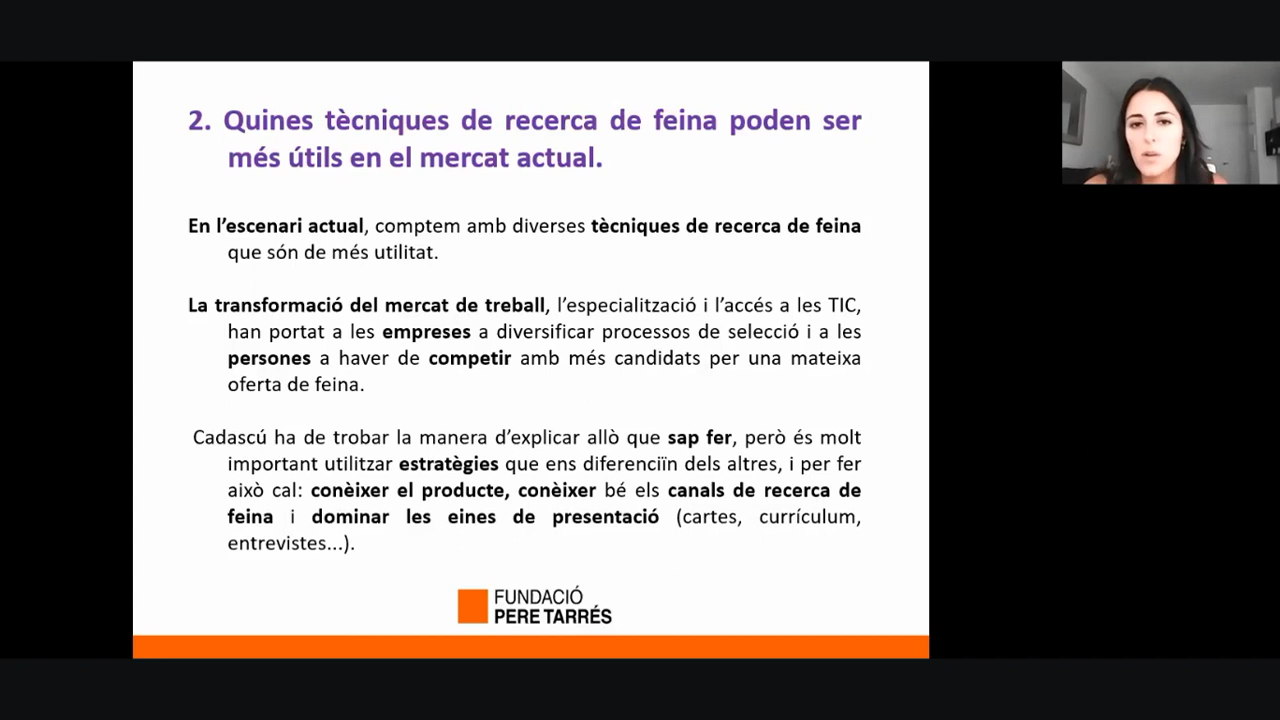 2. Quines tècniques de recerca de feina poden ser
més útils en el mercat actual.
En l’escenari actual, comptem amb diverses tècniques de recerca de feina
que són de més utilitat.
La transformació del mercat de treball, l’especialització i l’accés a les TIC,
han portat a les empreses a diversificar processos de selecció i a les
persones a haver de competir amb més candidats per una mateixa
oferta de feina.
Cadascú ha de trobar la manera d’explicar allò que sap fer, però és molt
important utilitzar estratègies que ens diferenciïn dels altres, i per fer
això cal: conèixer el producte, conèixer bé els canals de recerca de
feina i dominar les eines de presentació (cartes, currículum,
entrevistes...).
FUNDACIÓ
PERE TARRÉS